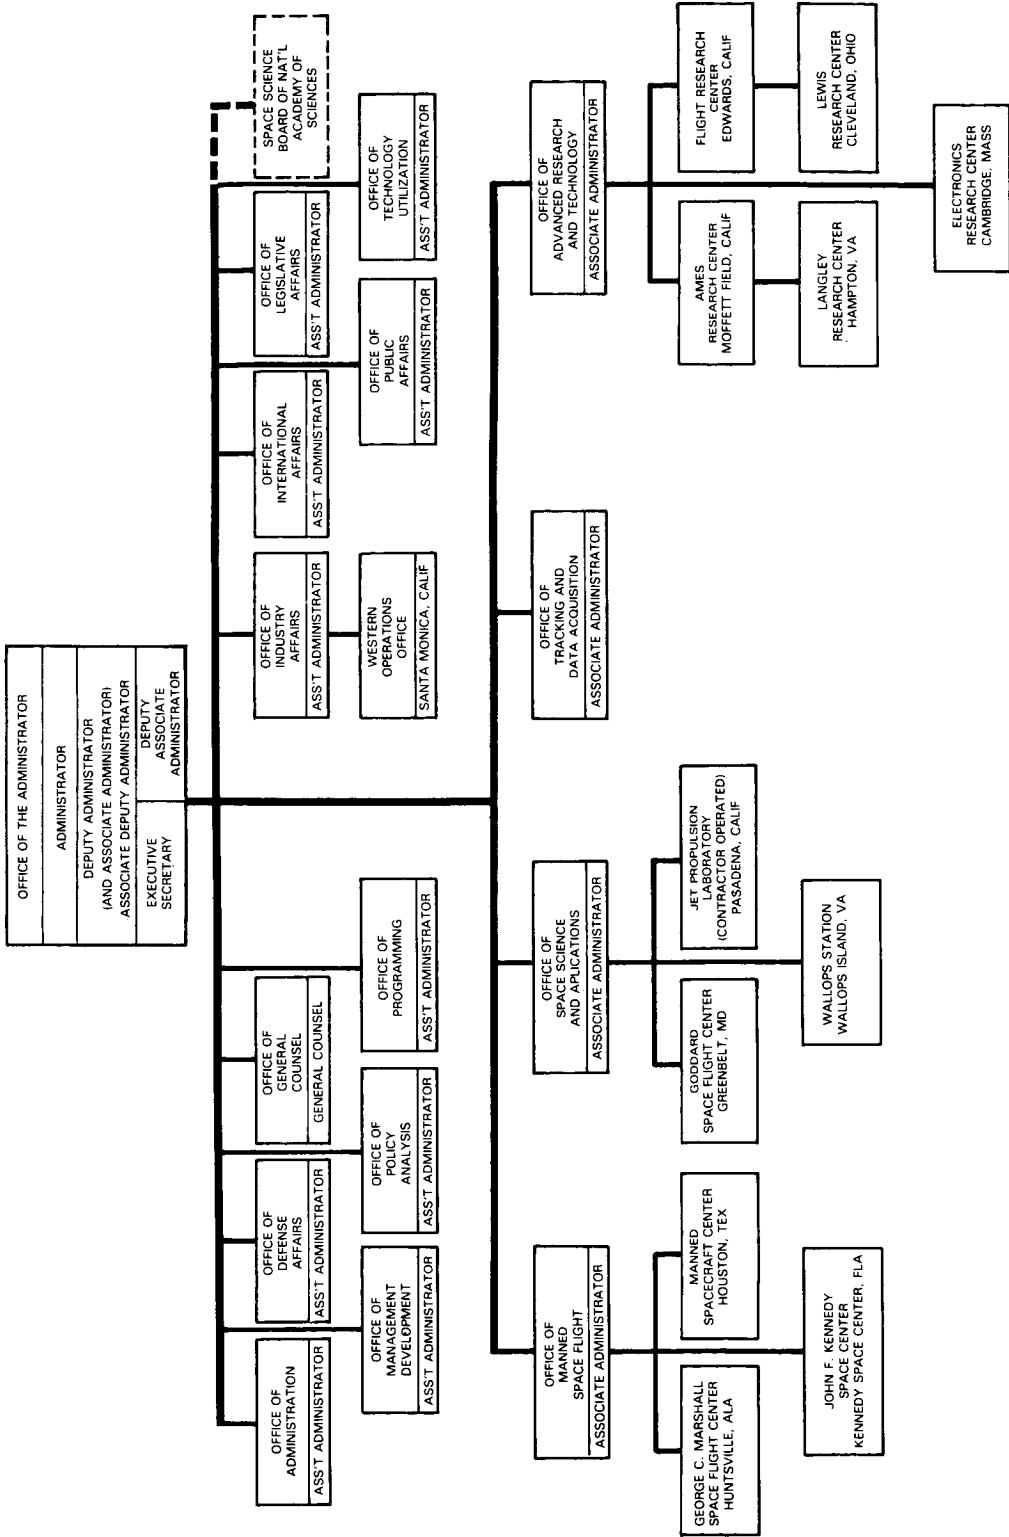 OFFICE OF THE ADMINISTRATOR
ADMINISTRATOR
DEPUTY ADMINISTRATOR
(AND ASSOCIATE ADMINISTRATOR)
ASSOCIATE DEPUTY ADMINISTRATOR
EXECUTIVE
SECRETARY
DEPUTY
ASSOCIATE
ADMINISTRATOR
SPACE SCIENCE
BOARD OF NAT'L
ACADEMY OF
SCIENCES
OFFICE OF
ADMINISTRATION
ASS'T ADMINISTRATOR
OFFICE OF
DEFENSE
AFFAIRS
ASS'T ADMINISTRATOR
OFFICE OF
GENERAL
COUNSEL
GENERAL COUNSEL
OFFICE OF
INDUSTRY
AFFAIRS
ASS'T ADMINISTRATOR
OFFICE OF
INTERNATIONAL
AFFAIRS
ASS'T ADMINISTRATOR
OFFICE OF
LEGISLATIVE
AFFAIRS
ASS'T ADMINISTRATOR
OFFICE OF
MANAGEMENT
DEVELOPMENT
ASS'T ADMINISTRATOR
OFFICE OF
POLICY
ANALYSIS
ASS'T ADMINISTRATOR
OFFICE OF
PROGRAMMING
ASS'T ADMINISTRATOR
WESTERN
OPERATIONS
OFFICE
SANTA MONICA, CALIF
OFFICE OF
PUBLIC
AFFAIRS
ASS'T ADMINISTRATOR
OFFICE OF
TECHNOLOGY
UTILIZATION
ASS'T ADMINISTRATOR
OFFICE OF
MANNED
SPACE FLIGHT
ASSOCIATE ADMINISTRATOR
OFFICE OF
SPACE SCIENCE
AND APLICATIONS
ASSOCIATE ADMINISTRATOR
OFFICE OF
TRACKING AND
DATA ACQUISITION
ASSOCIATE ADMINISTRATOR
OFFICE OF
ADVANCED RESEARCH
AND TECHNOLOGY
ASSOCIATE ADMINISTRATOR
GEORGE C. MARSHALL
SPACE FLIGHT CENTER
HUNTSVILLE, ALA
MANNED
SPACECRAFT CENTER
HOUSTON, TEX
GODDARD
SPACE FLIGHT CENTER
GREENBELT, MD
JET PROPULSION
LABORATORY
(CONTRACTOR OPERATED)
PASADENA, CALIF
AMES
RESEARCH CENTER
MOFFETT FIELD, CALIF
FLIGHT RESEARCH
CENTER
EDWARDS, CALIF
JOHN F. KENNEDY
SPACE CENTER
KENNEDY SPACE CENTER, FLA
WALLOPS STATION
WALLOPS ISLAND, VA
LANGLEY
RESEARCH CENTER
HAMPTON, VA
LEWIS
RESEARCH CENTER
CLEVELAND, OHIO
ELECTRONICS
RESEARCH CENTER
CAMBRIDGE, MASS